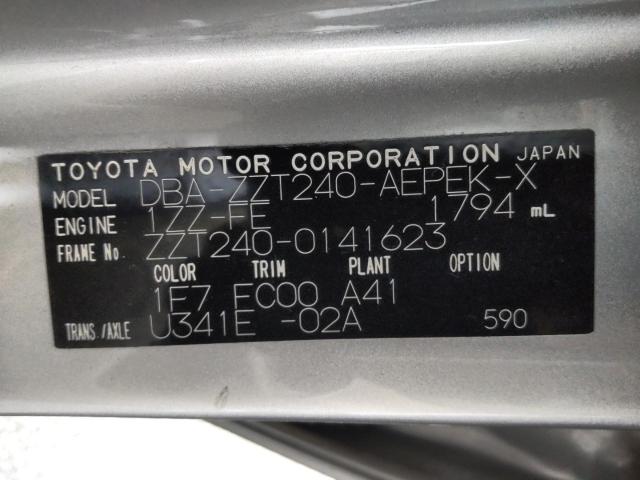 TOYOTA MOTOR CORPORATION JAPAN
MODEL DBA-ZZT240-AEPEK-X
ENGINE 1ZZ-FE 1794 mL
FRAME No. ZZT240-0141623
COLOR TRIM PLANT OPTION
1F7 FC00 A41
TRANS./AXLE U341E -02A 590